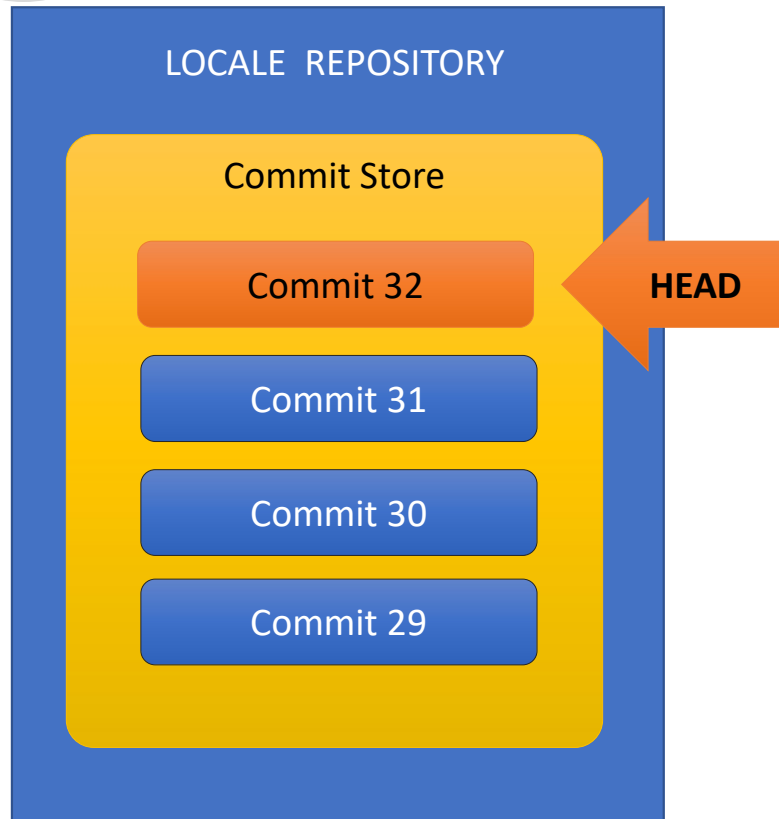 LOCALE REPOSITORY
Commit Store
Commit 32
HEAD
Commit 31
Commit 30
Commit 29